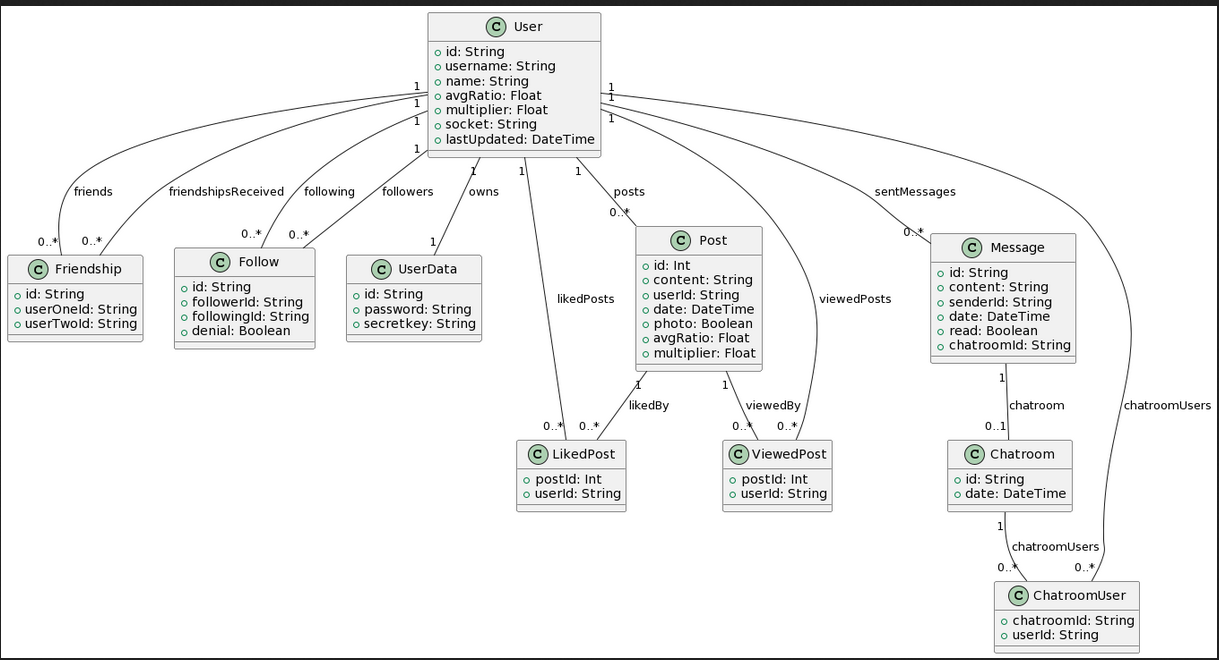 C User
id: String
username: String
name: String
avgRatio: Float
multiplier: Float
socket: String
lastUpdated: DateTime
1
1
1
1
1
1
1
1
1
1
1
friends
friendshipsReceived
following
followers
owns
likedPosts
posts
viewedPosts
sentMessages
chatroomUsers
0..*
0..*
0..*
0..*
1
0..*
0..*
C Friendship
id: String
userOneId: String
userTwoId: String
C Follow
id: String
followerId: String
followingId: String
denial: Boolean
C UserData
id: String
password: String
secretkey: String
C Post
id: Int
content: String
userId: String
date: DateTime
photo: Boolean
avgRatio: Float
multiplier: Float
C Message
id: String
content: String
senderId: String
date: DateTime
read: Boolean
chatroomId: String
1
likedBy
0..*
0..*
1
viewedBy
0..*
0..*
1
chatroom
0..1
C LikedPost
postId: Int
userId: String
C ViewedPost
postId: Int
userId: String
C Chatroom
id: String
date: DateTime
1
chatroomUsers
0..*
0..*
C ChatroomUser
chatroomId: String
userId: String